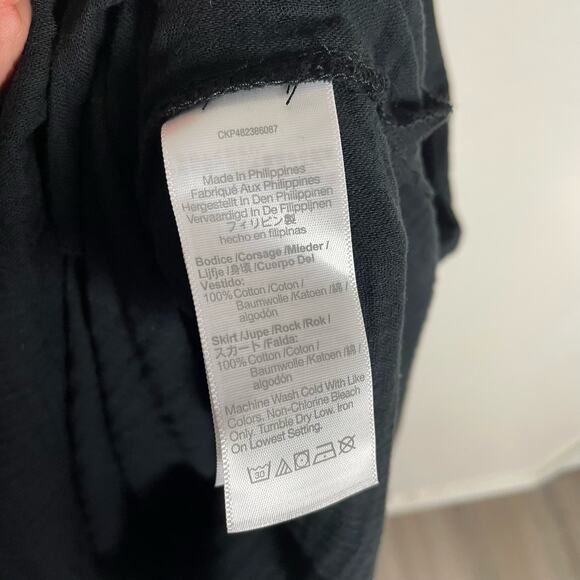 CKP482386087
Made In Philippines
Fabriqué Aux Philippines
Hergestellt In Den Philippinen
Vervaardigd In De Filippijnen
フィリピン製
hecho en filipinas
Bodice /Corsage /Mieder /
Lijfje /身頃 /Cuerpo Del
Vestido:
100% Cotton /Coton /
Baumwolle /Katoen /綿 /
algodón
Skirt /Jupe /Rock /Rok /
スカート /Falda:
100% Cotton /Coton /
Baumwolle /Katoen /綿 /
algodón
Machine Wash Cold With Like
Colors. Non-Chlorine Bleach
Only. Tumble Dry Low. Iron
On Lowest Setting.
30